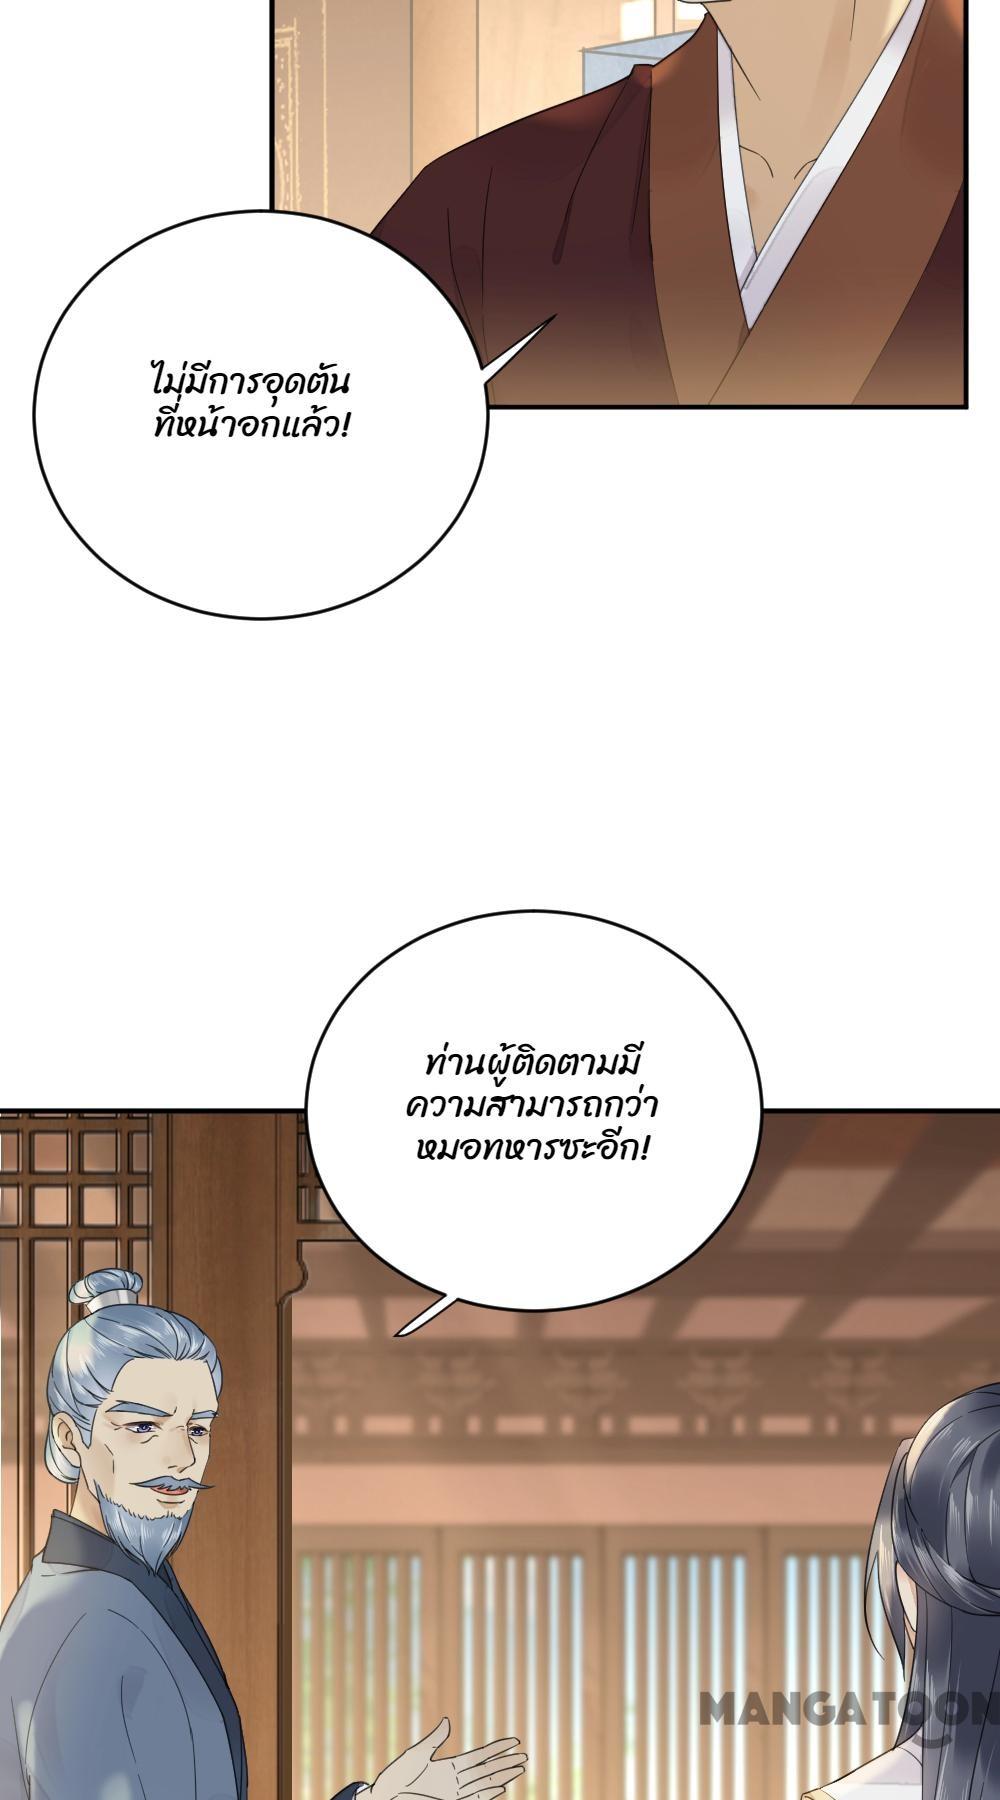 ไม่มีการอุดตัน
ที่หน้าอกแล้ว!
ท่านผู้ติดตามมี
ความสามารถกว่า
หมอทหารซะอีก!
MANGATOON